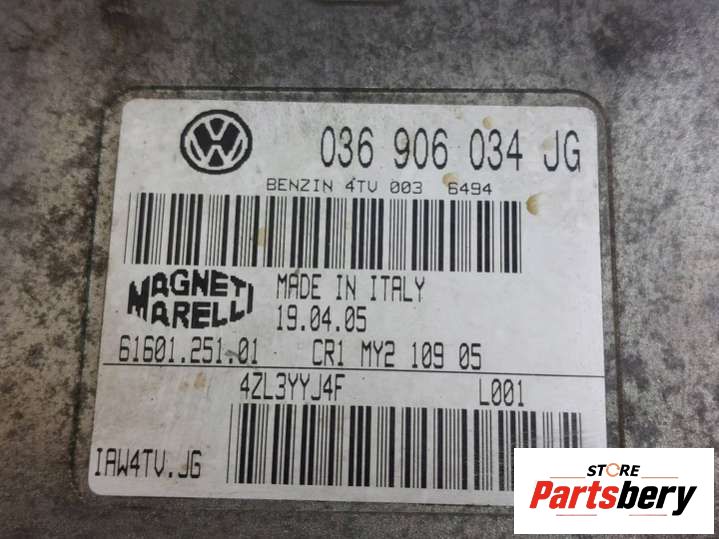 036 906 034 JG
BENZIN 4TV 003 6494
MAGNETI
MARELLI
MADE IN ITALY
19.04.05
61601.251.01 CR1 MY2 109 05
4ZL3YYJ4F L001
IAW4TV.JG
STORE
Partsbery